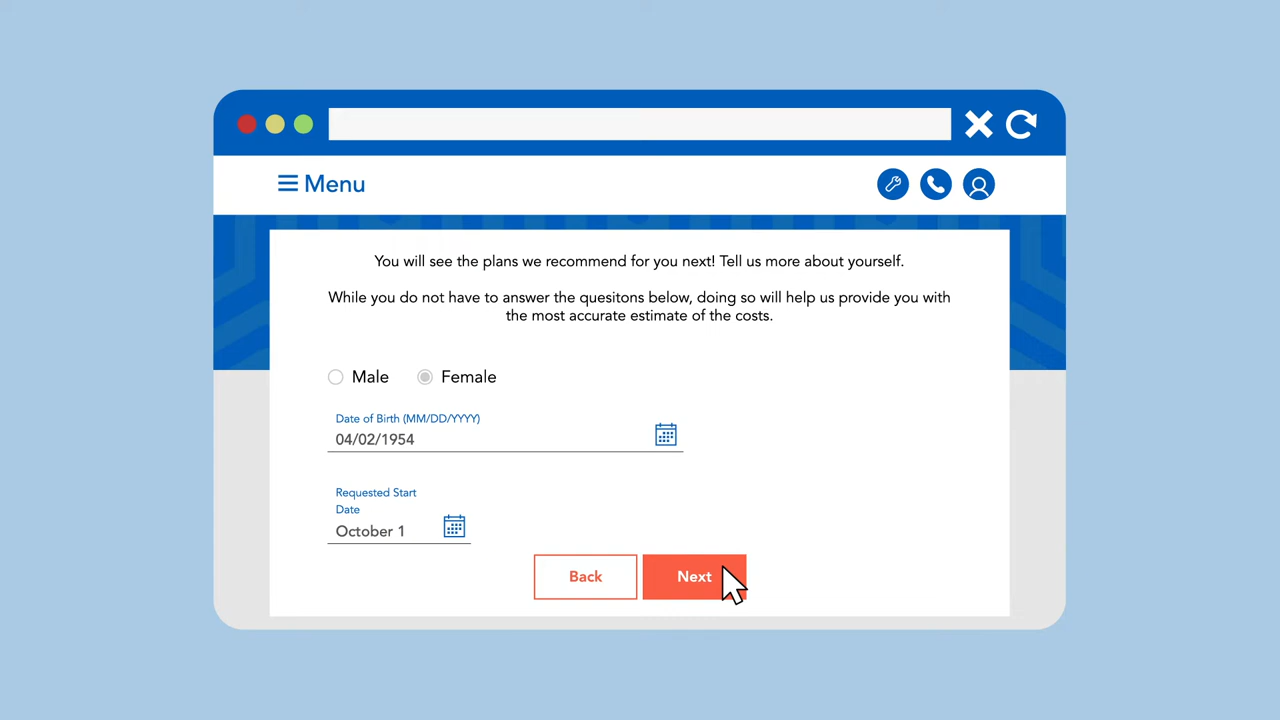 Menu
You will see the plans we recommend for you next! Tell us more about yourself.
While you do not have to answer the quesitons below, doing so will help us provide you with
the most accurate estimate of the costs.
Male Female
Date of Birth (MM/DD/YYYY)
04/02/1954
Requested Start
Date
October 1
Back Next